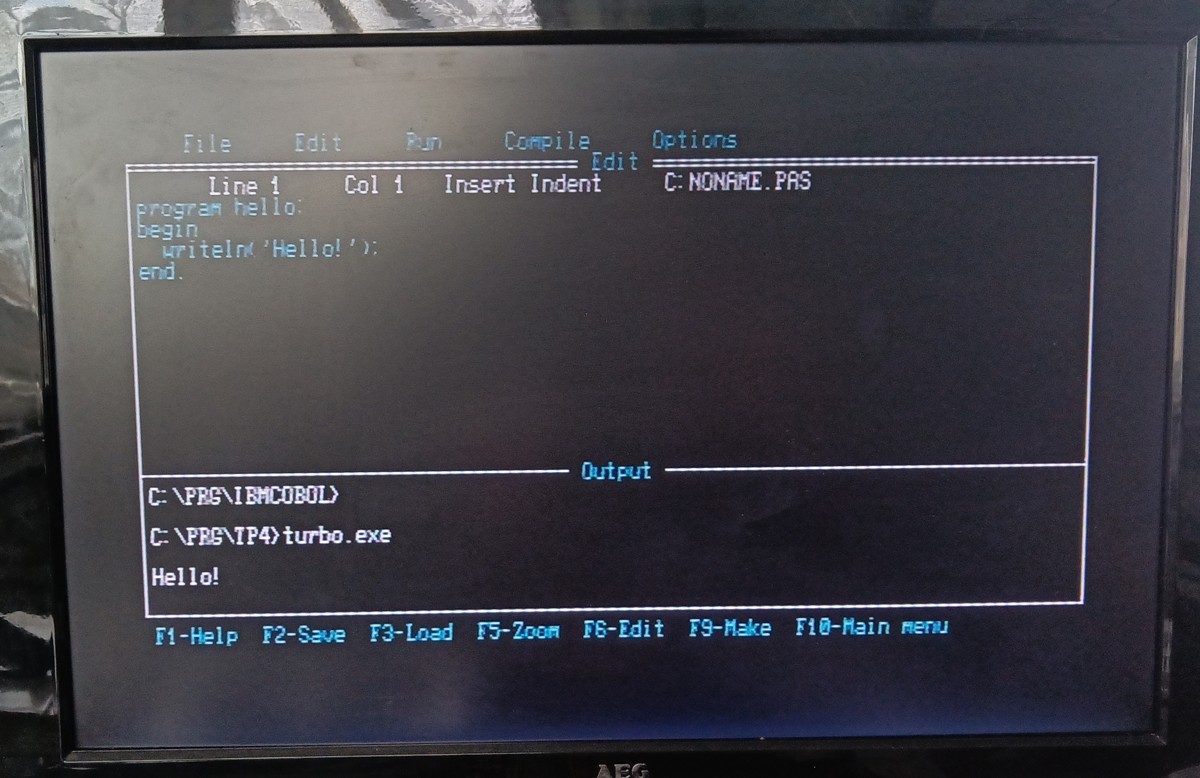 File Edit Run Compile Options
Edit
Line 1 Col 1 Insert Indent C:NONAME.PAS
program hello;
begin
writeln('Hello!');
end.
Output
C:\PRG\IBMCOBOL>
C:\PRG\TP4>turbo.exe
Hello!
F1-Help F2-Save F3-Load F5-Zoom F6-Edit F9-Make F10-Main menu
AEG